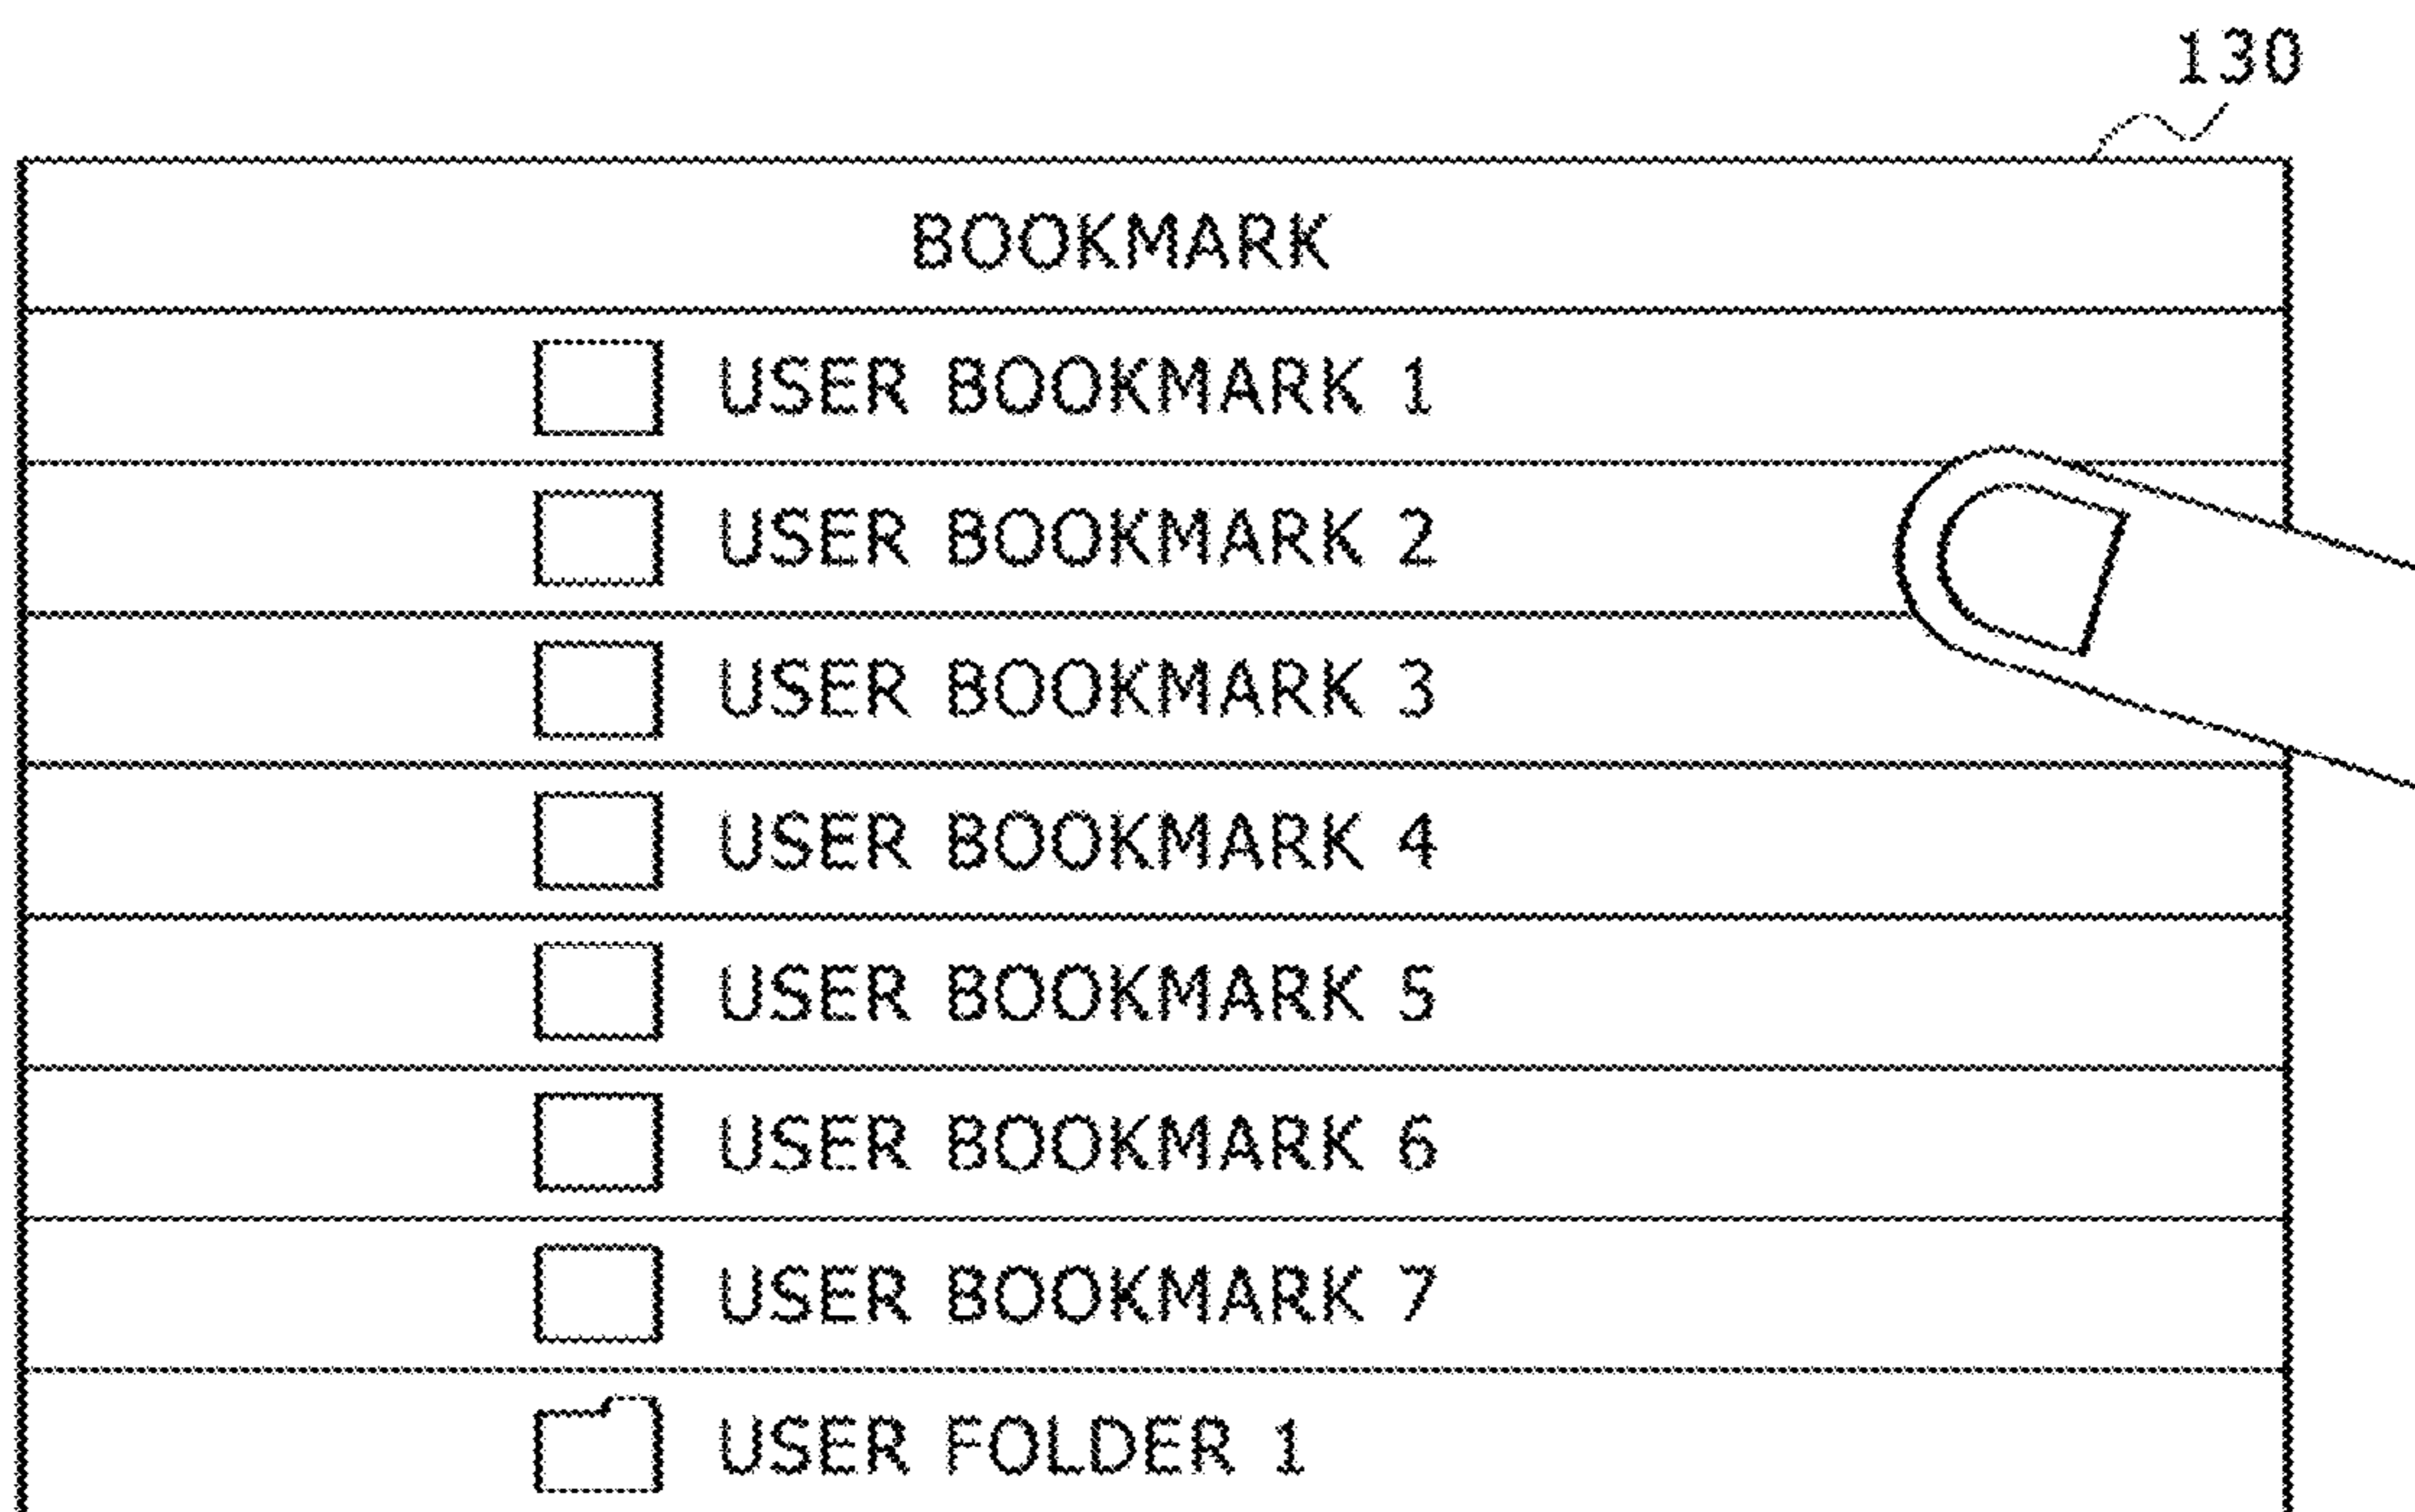 130
BOOKMARK
USER BOOKMARK 1
USER BOOKMARK 2
USER BOOKMARK 3
USER BOOKMARK 4
USER BOOKMARK 5
USER BOOKMARK 6
USER BOOKMARK 7
USER FOLDER 1